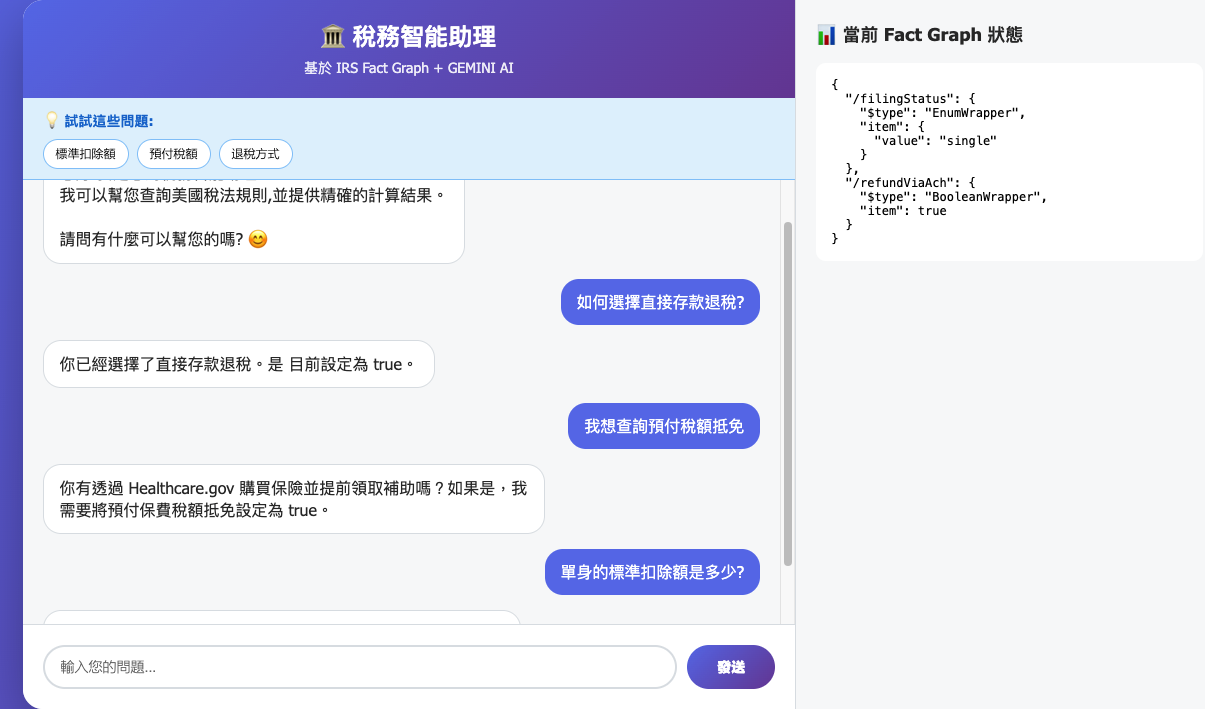 🏛️ 稅務智能助理
基於 IRS Fact Graph + GEMINI AI
💡 試試這些問題:
標準扣除額
預付稅額
退稅方式
我可以幫您查詢美國稅法規則,並提供精確的計算結果。
請問有什麼可以幫您的嗎? 😊
如何選擇直接存款退稅?
你已經選擇了直接存款退稅。是 目前設定為 true。
我想查詢預付稅額抵免
你有透過 Healthcare.gov 購買保險並提前領取補助嗎？如果是，我
需要將預付保費稅額抵免設定為 true。
單身的標準扣除額是多少?
輸入您的問題...
發送
📊 當前 Fact Graph 狀態
{
  "/filingStatus": {
    "$type": "EnumWrapper",
    "item": {
      "value": "single"
    }
  },
  "/refundViaAch": {
    "$type": "BooleanWrapper",
    "item": true
  }
}